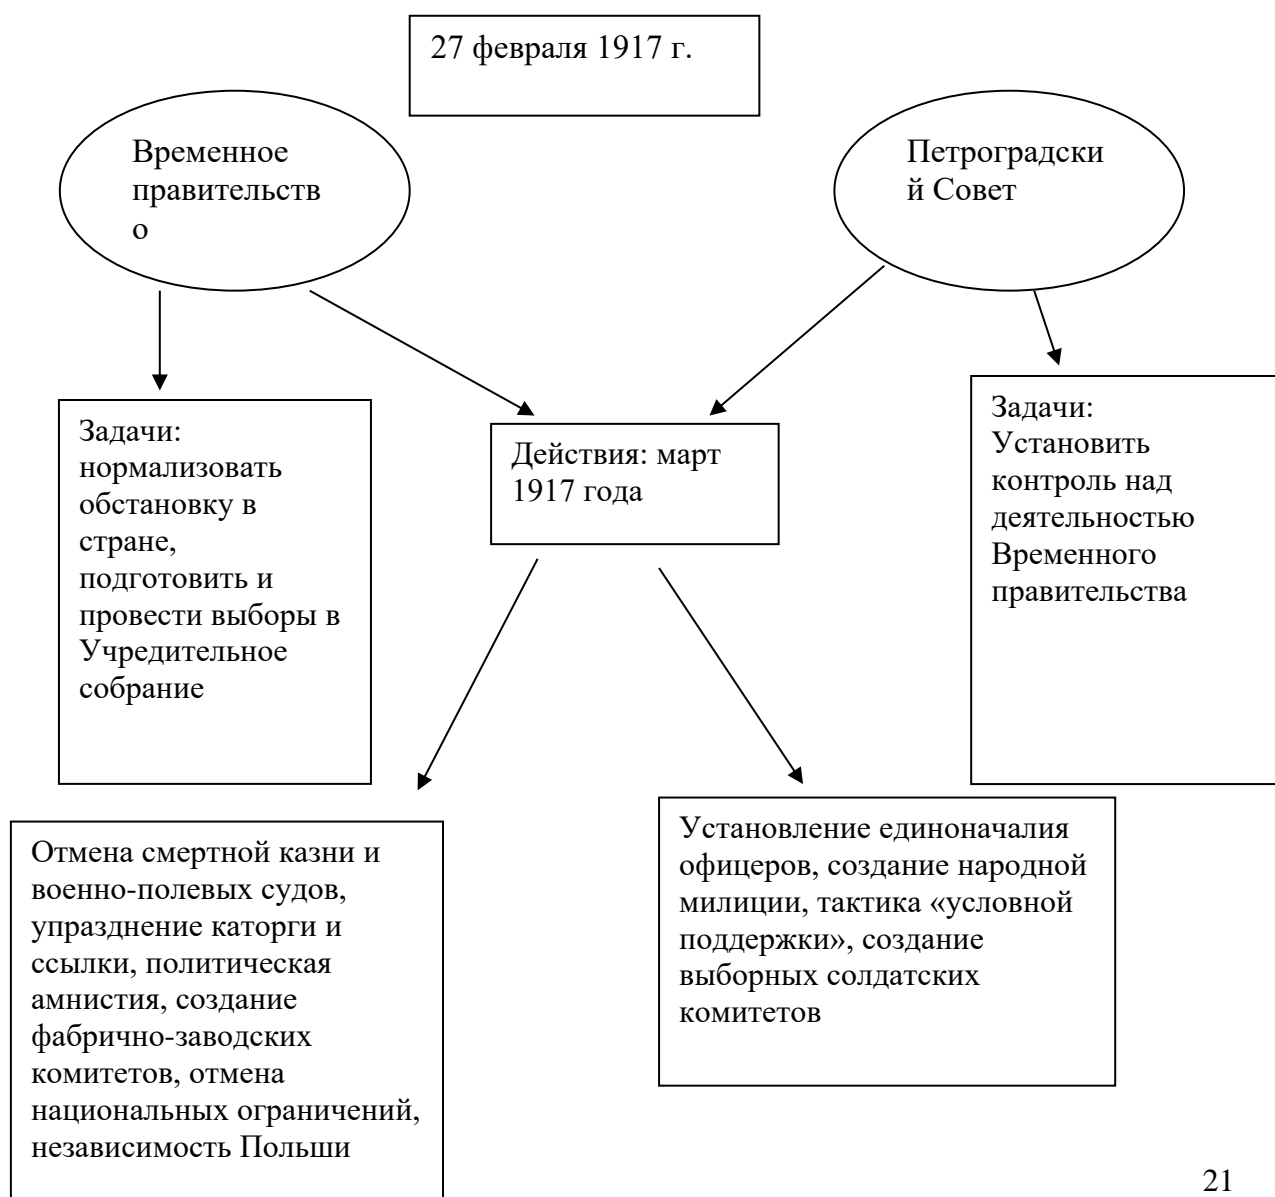 27 февраля 1917 г.
Временное
правительств
о
Петроградски
й Совет
Задачи:
нормализовать
обстановку в
стране,
подготовить и
провести выборы в
Учредительное
собрание
Действия: март
1917 года
Задачи:
Установить
контроль над
деятельностью
Временного
правительства
Отмена смертной казни и
военно-полевых судов,
упразднение каторги и
ссылки, политическая
амнистия, создание
фабрично-заводских
комитетов, отмена
национальных ограничений,
независимость Польши
Установление единоначалия
офицеров, создание народной
милиции, тактика «условной
поддержки», создание
выборных солдатских
комитетов
21